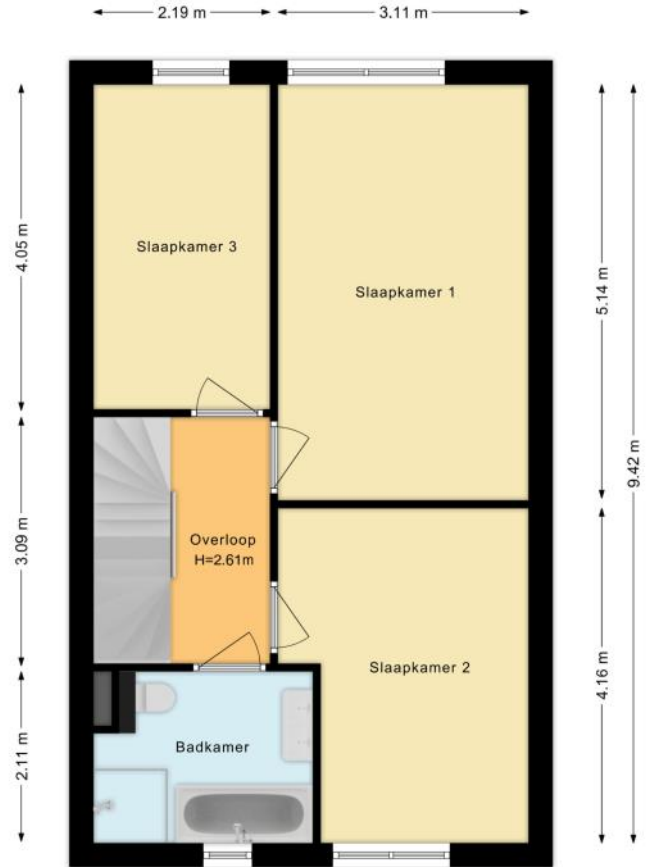 2.19 m
3.11 m
4.05 m
Slaapkamer 3
Slaapkamer 1
5.14 m
9.42 m
3.09 m
Overloop
H=2.61m
Slaapkamer 2
4.16 m
2.11 m
Badkamer